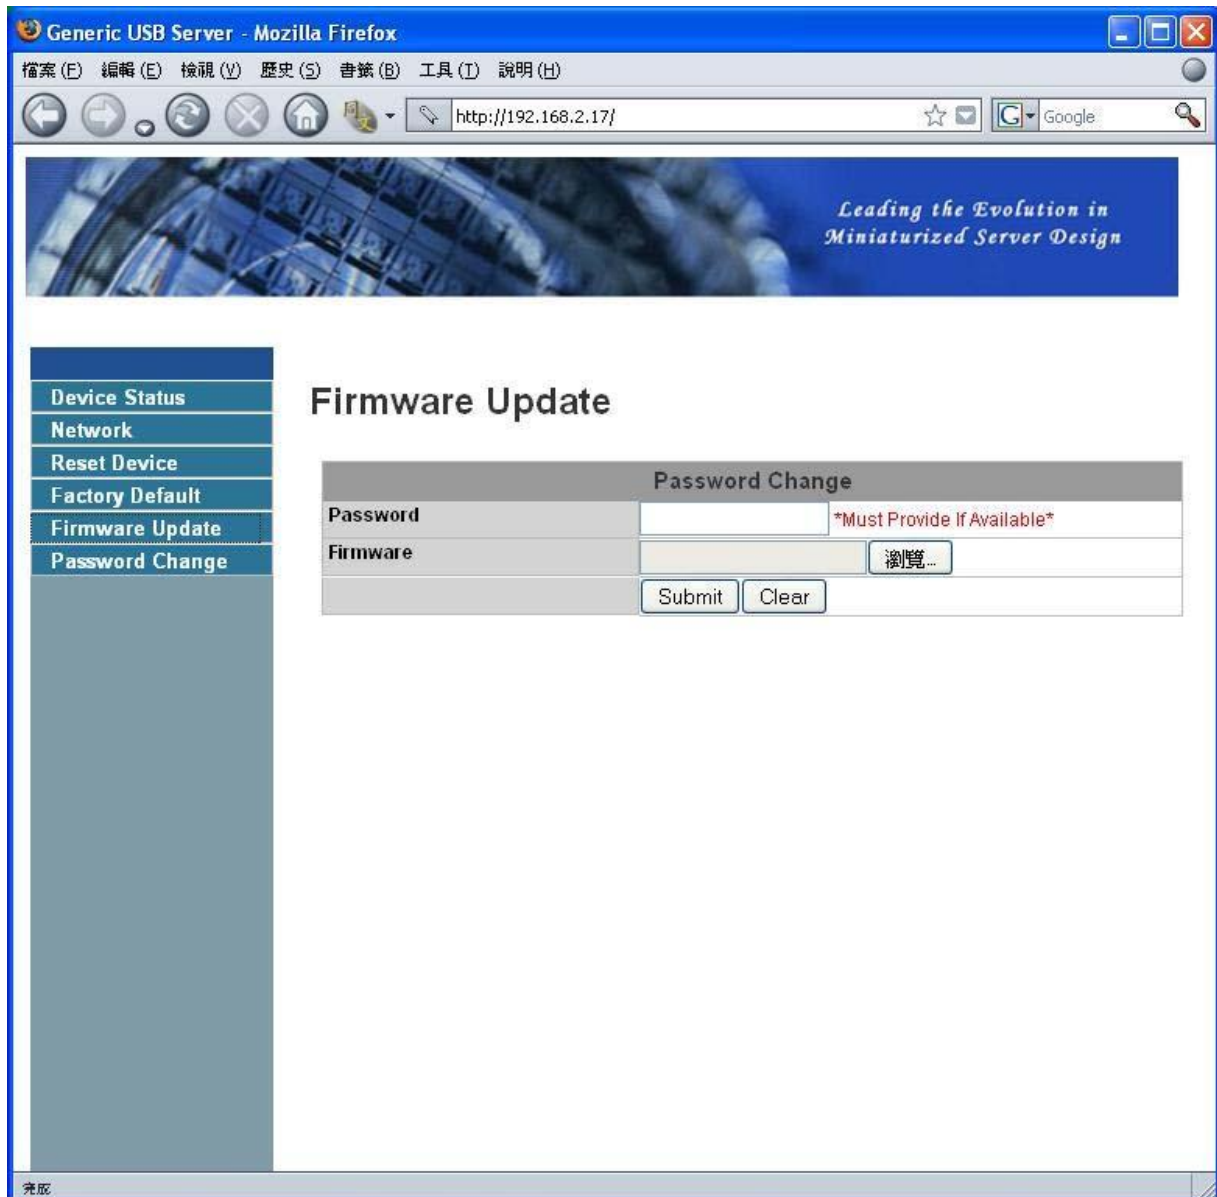 Generic USB Server - Mozilla Firefox
檔案(F) 編輯(E) 檢視(V) 歷史(S) 書籤(B) 工具(T) 說明(H)
http://192.168.2.17/
G Google
Leading the Evolution in
Miniaturized Server Design
Device Status
Network
Reset Device
Factory Default
Firmware Update
Password Change
Firmware Update
Password Change
Password *Must Provide If Available*
Firmware 瀏覽...
Submit Clear
完成